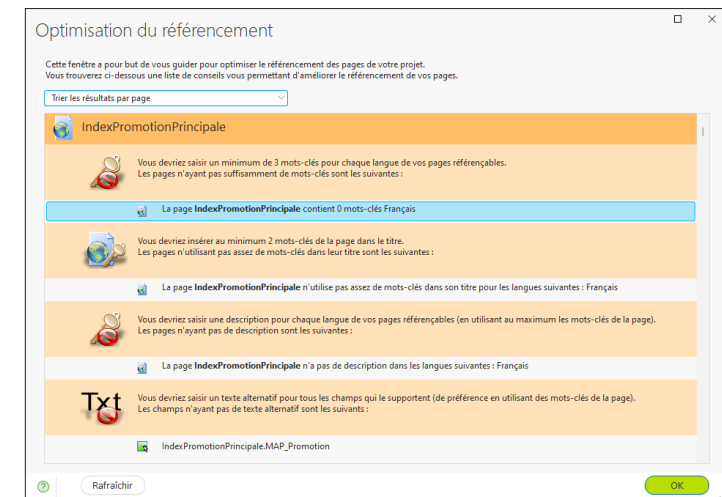 Optimisation du référencement
Cette fenêtre a pour but de vous guider pour optimiser le référencement des pages de votre projet.
Vous trouverez ci-dessous une liste de conseils vous permettant d'améliorer le référencement de vos pages.
Trier les résultats par page
IndexPromotionPrincipale
Vous devriez saisir un minimum de 3 mots-clés pour chaque langue de vos pages référençables.
Les pages n'ayant pas suffisamment de mots-clés sont les suivantes :
La page IndexPromotionPrincipale contient 0 mots-clés Français
Vous devriez insérer au minimum 2 mots-clés de la page dans le titre.
Les pages n'utilisant pas assez de mots-clés dans leur titre sont les suivantes :
La page IndexPromotionPrincipale n'utilise pas assez de mots-clés dans son titre pour les langues suivantes : Français
Vous devriez saisir une description pour chaque langue de vos pages référençables (en utilisant au maximum les mots-clés de la page).
Les pages n'ayant pas de description sont les suivantes :
La page IndexPromotionPrincipale n'a pas de description dans les langues suivantes : Français
Txt
Vous devriez saisir un texte alternatif pour tous les champs qui le supportent (de préférence en utilisant des mots-clés de la page).
Les champs n'ayant pas de texte alternatif sont les suivants :
IndexPromotionPrincipale.MAP_Promotion
? Rafraîchir OK